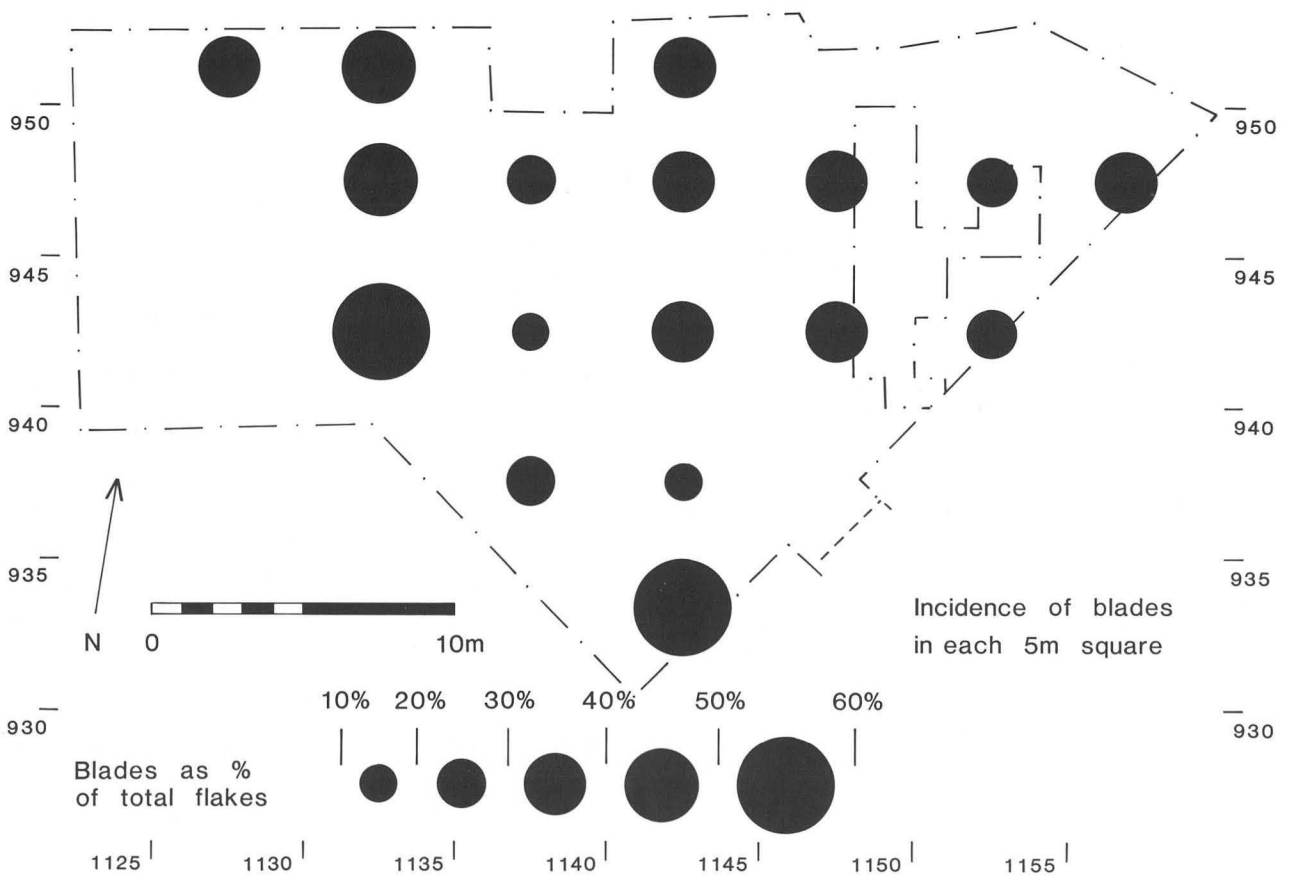 950 950
945 945
940 940
935 935
N 0 10m
Incidence of blades
in each 5m square
10% 20% 30% 40% 50% 60%
930 930
Blades as %
of total flakes
1125 1130 1135 1140 1145 1150 1155